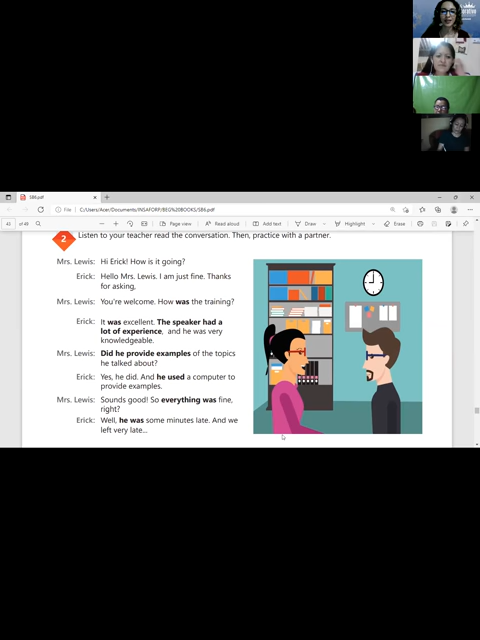 SB6.pdf
File
C:/Users/Acer/Documents/INSAFORP/BEG%20BOOKS/SB6.pdf
of 49
Read aloud
Add text
Draw
Highlight
Erase
2 Listen to your teacher read the conversation. Then, practice with a partner.
Mrs. Lewis: Hi Erick! How is it going?
Erick: Hello Mrs. Lewis. I am just fine. Thanks
for asking,
Mrs. Lewis: You're welcome. How was the training?
Erick: It was excellent. The speaker had a
lot of experience, and he was very
knowledgeable.
Mrs. Lewis: Did he provide examples of the topics
he talked about?
Erick: Yes, he did. And he used a computer to
provide examples.
Mrs. Lewis: Sounds good! So everything was fine,
right?
Erick: Well, he was some minutes late. And we
left very late...